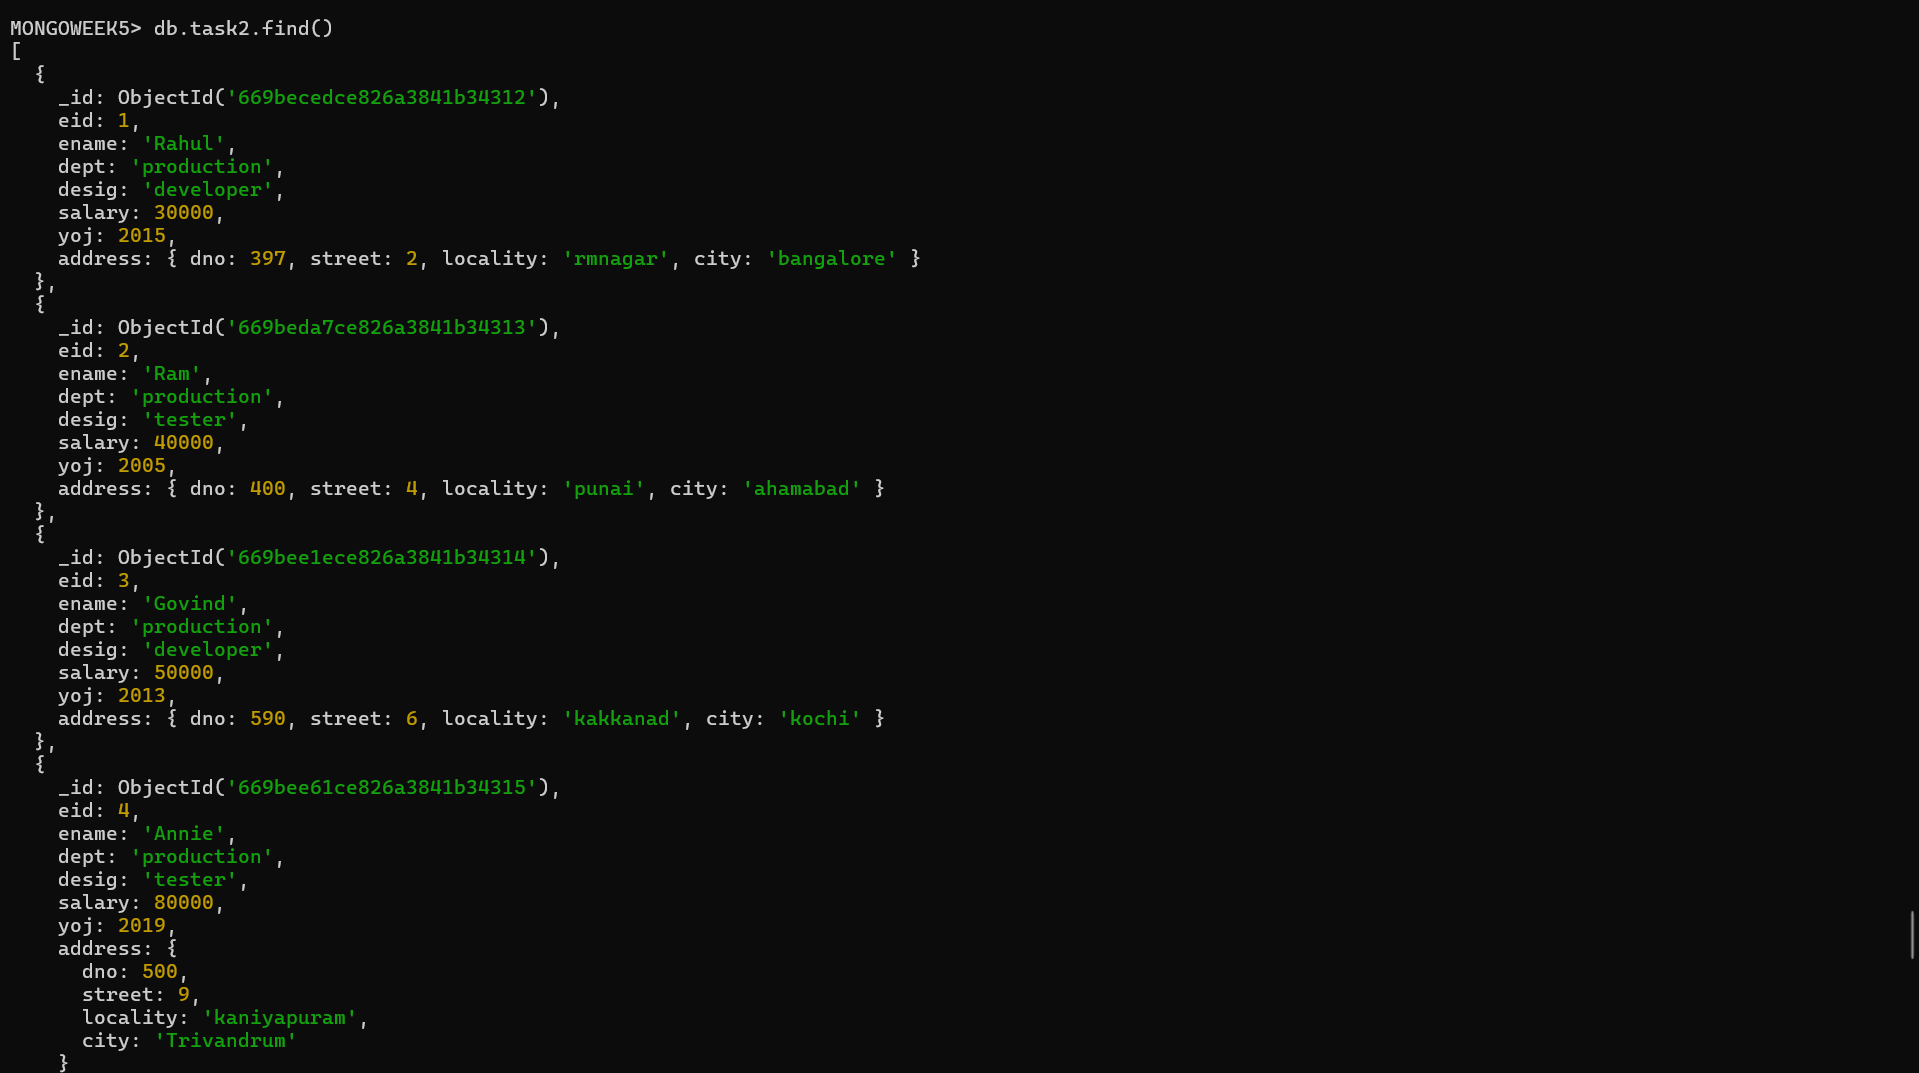 MONGOWEEK5> db.task2.find()
[
  {
    _id: ObjectId('669becedce826a3841b34312'),
    eid: 1,
    ename: 'Rahul',
    dept: 'production',
    desig: 'developer',
    salary: 30000,
    yoj: 2015,
    address: { dno: 397, street: 2, locality: 'rmnagar', city: 'bangalore' }
  },
  {
    _id: ObjectId('669beda7ce826a3841b34313'),
    eid: 2,
    ename: 'Ram',
    dept: 'production',
    desig: 'tester',
    salary: 40000,
    yoj: 2005,
    address: { dno: 400, street: 4, locality: 'punai', city: 'ahamabad' }
  },
  {
    _id: ObjectId('669bee1ece826a3841b34314'),
    eid: 3,
    ename: 'Govind',
    dept: 'production',
    desig: 'developer',
    salary: 50000,
    yoj: 2013,
    address: { dno: 590, street: 6, locality: 'kakkanad', city: 'kochi' }
  },
  {
    _id: ObjectId('669bee61ce826a3841b34315'),
    eid: 4,
    ename: 'Annie',
    dept: 'production',
    desig: 'tester',
    salary: 80000,
    yoj: 2019,
    address: {
      dno: 500,
      street: 9,
      locality: 'kaniyapuram',
      city: 'Trivandrum'
    }